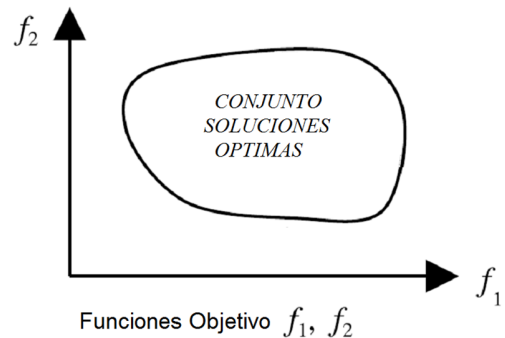 f₂
CONJUNTO
SOLUCIONES
OPTIMAS
f₁
Funciones Objetivo f₁, f₂